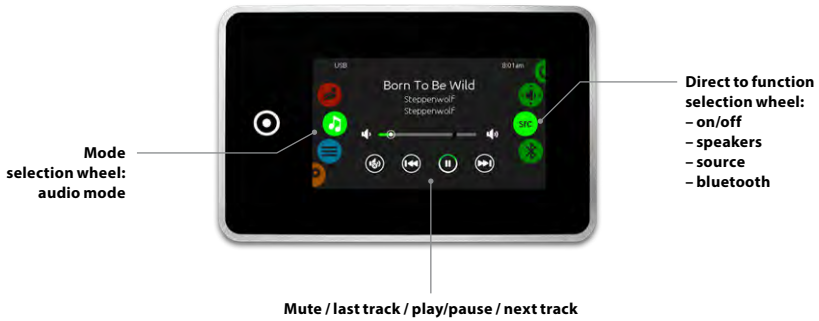 USB
8:01am
Born To Be Wild
Steppenwolf
Steppenwolf
src
Mode
selection wheel:
audio mode
Direct to function
selection wheel:
– on/off
– speakers
– source
– bluetooth
Mute / last track / play/pause / next track